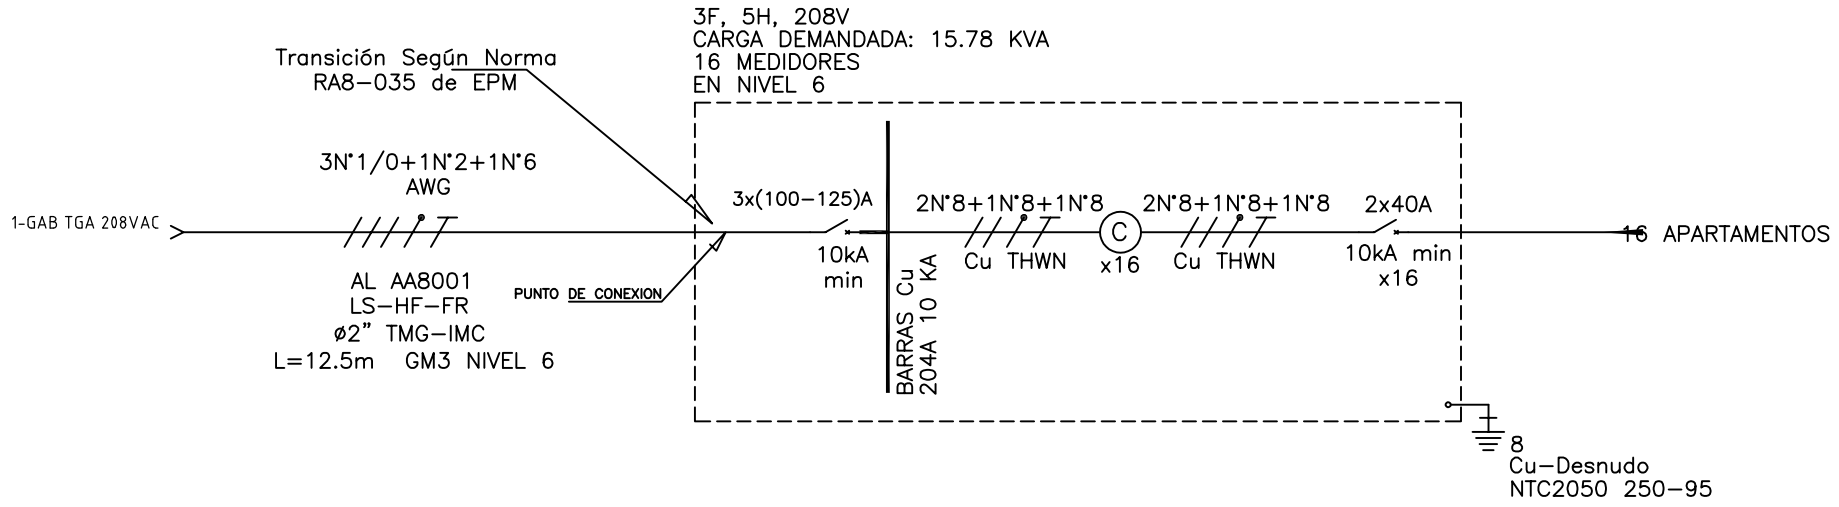 3F, 5H, 208V
CARGA DEMANDADA: 15.78 KVA
16 MEDIDORES
EN NIVEL 6
Transición Según Norma
RA8-035 de EPM
3N°1/0+1N°2+1N°6
AWG
1-GAB TGA 208VAC
AL AA8001
LS-HF-FR
ø2" TMG-IMC
L=12.5m GM3 NIVEL 6
PUNTO DE CONEXION
3x(100-125)A
10kA
min
BARRAS Cu
204A 10 KA
2N°8+1N°8+1N°8
Cu THWN
C
x16
2N°8+1N°8+1N°8
Cu THWN
2x40A
10kA min
x16
16 APARTAMENTOS
8
Cu-Desnudo
NTC2050 250-95